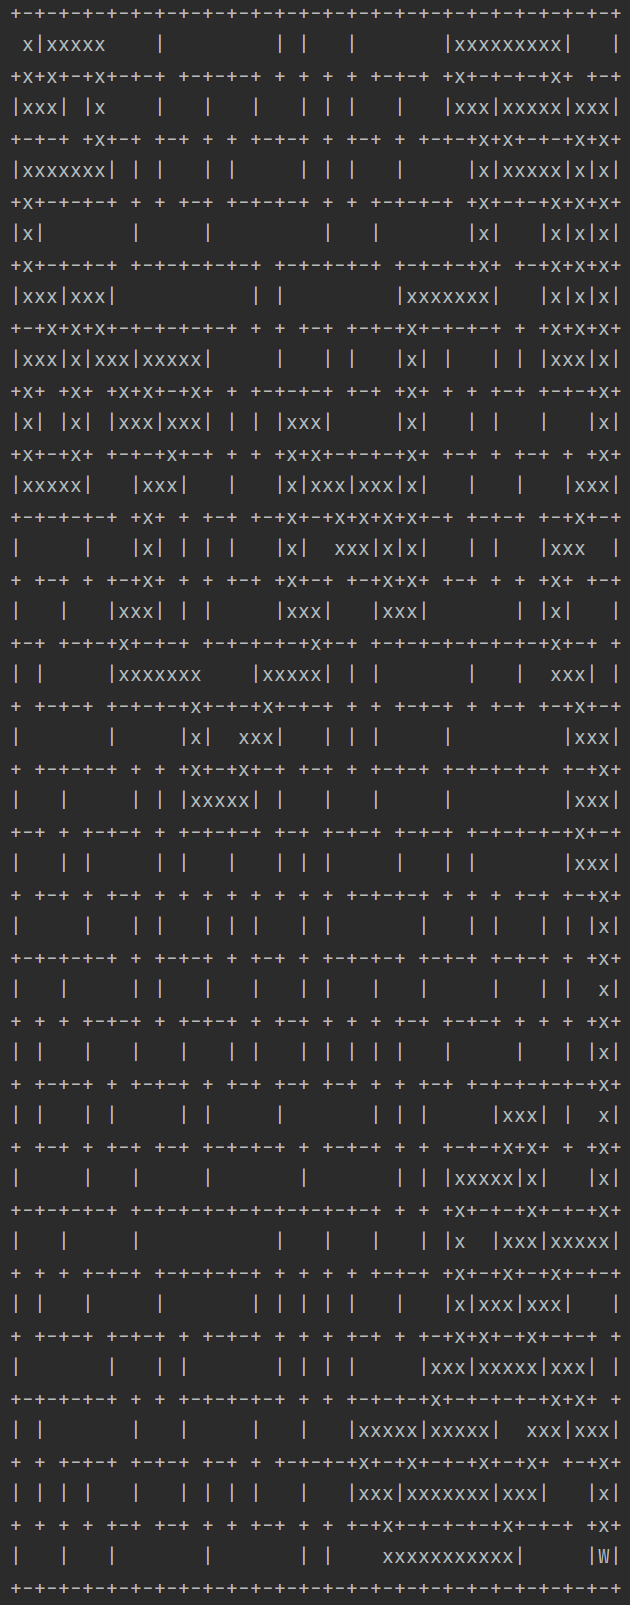 +-+-+-+-+-+-+-+-+-+-+-+-+-+-+-+-+-+-+-+-+-+-+-+-+-+
 x|xxxxx    |         | |   |       |xxxxxxxxx|   |
+x+x+-+x+-+-+ +-+-+-+ + + + + +-+-+ +x+-+-+-+x+ +-+
|xxx| |x    |   |   |   | | |   |   |xxx|xxxxx|xxx|
+-+-+ +x+-+ +-+ + + +-+-+ + +-+ + +-+-+x+x+-+-+x+x+
|xxxxxxx| | |   | |     | | |   |     |x|xxxxx|x|x|
+x+-+-+-+ + + +-+ +-+-+-+-+ + + +-+-+-+x+-+-+x+x+x+
|x|       |     |         |   |       |x|   |x|x|x|
+x+-+-+-+ +-+-+-+-+ +-+-+-+-+-+ +-+-+-+x+ +-+x+x+x+
|xxx|xxx|           | |         |xxxxxxx|   |x|x|x|
+-+x+x+x+-+-+-+-+-+ + + +-+ +-+-+x+-+-+-+ + +x+x+x+
|xxx|x|xxx|xxxxx|     |   | |   |x| |   | | |xxx|x|
+x+ +x+ +x+x+-+x+ + +-+-+-+-+ +-+x+ + + +-+ +-+-+x+
|x| |x| |xxx|xxx| | | |xxx|     |x|   | |   |   |x|
+x+-+x+ +-+-+x+-+ + + +x+x+-+-+-+x+ +-+ + +-+ + +x+
|xxxxx|   |xxx|   |   |x|xxx|xxx|x|   |   |   |xxx|
+-+-+-+-+ +x+ + +-+ +-+x+-+x+x+x+x+ +-+-+ +-+-+x+-+
|     |   |x| | | |   |x|  xxx|x|x|   | |   |xxx  |
+ +-+ + +-+x+ + + +-+-+x+-+ +-+x+x+ +-+ + + +x+ +-+
|   |   |xxx| | |     |xxx|   |xxx|       | |x|   |
+-+ +-+-+x+-+-+ +-+-+-+-+x+-+ +-+-+-+-+-+-+-+x+-+ +
| |     |xxxxxxx    |xxxxx| | |       |   |  xxx| |
+ +-+-+ +-+-+-+x+-+-+x+-+-+ + + +-+-+ + +-+ +-+x+-+
|       |     |x|  xxx|   | | |     |         |xxx|
+ +-+-+-+ + + +x+-+x+-+ +-+ + +-+-+ +-+-+-+-+ +-+x+
|   |     | | |xxxxx| |   |   |     |         |xxx|
+-+ + +-+-+ +-+-+-+-+ +-+ +-+-+ +-+-+ +-+-+-+-+x+-+
|   | |     | |   |   | | |     |   | |       |xxx|
+ +-+ + +-+ + + + + + + + + +-+-+-+ + + + +-+ +-+x+
|     |   | |   | | |   | |       |   | |   | | |x|
+-+-+-+-+ +-+-+ +-+ + +-+ + +-+-+-+ +-+-+ +-+-+ +x+
|   |     | |   |   |   | |   |   |     |   | |  x|
+ + + +-+-+ +-+ + +-+ + + + + + + +-+ +-+-+ + + +x+
| |   |   |   |   | |   | | | | |   |     |   | |x|
+ +-+-+ + +-+-+ + + +-+-+ + + + + +-+ +-+-+-+-+-+x+
| |   | |     | |     |       | | |     |xxx| |  x|
+ +-+ + +-+-+ +-+-+-+-+ + +-+-+ + + +-+-+x+x+ + +x+
|     |   |     |       |       | | |xxxxx|x|   |x|
+-+-+-+-+ +-+-+-+-+-+-+-+-+-+-+ + + +x+-+-+x+-+-+x+
|   |     |           |   |   |   | |x  |xxx|xxxxx|
+ + + +-+-+ +-+-+-+-+ + + +-+-+ +-+ +x+-+x+-+x+-+-+
| |   |     |       | | | | |   |   |x|xxx|xxx|   |
+ +-+-+ +-+-+ +-+-+-+ + + + +-+ + +-+x+x+-+x+-+-+ +
|       |   | |       | | | |     |xxx|xxxxx|xxx| |
+-+-+-+-+ + + +-+-+-+-+ + + +-+-+-+x+-+-+-+-+x+x+ +
| |       |   |     |   |   |xxxxx|xxxxx|  xxx|xxx|
+ + +-+-+-+ +-+ +-+ + +-+-+-+x+-+x+-+-+x+-+x+ +-+x+
| | | |   |   | | | |   |   |xxx|xxxxxxx|xxx|   |x|
+ + + + +-+-+ + + + +-+-+ +-+-+x+-+-+-+-+x+-+-+ +x+
|   |   |       |       | |    xxxxxxxxxxx|     |W|
+-+-+-+-+-+-+-+-+-+-+-+-+-+-+-+-+-+-+-+-+-+-+-+-+-+